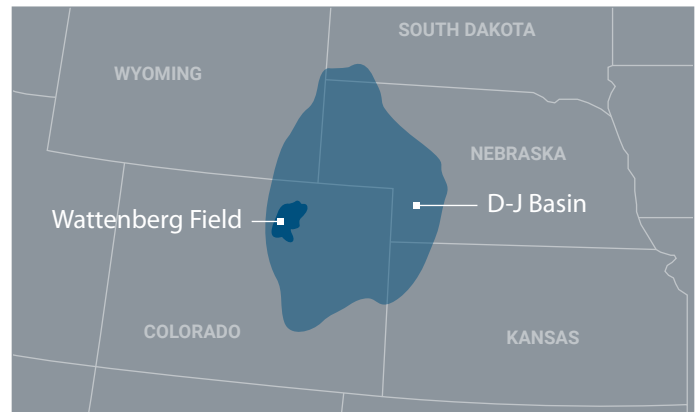 SOUTH DAKOTA
WYOMING
NEBRASKA
Wattenberg Field
D-J Basin
COLORADO
KANSAS